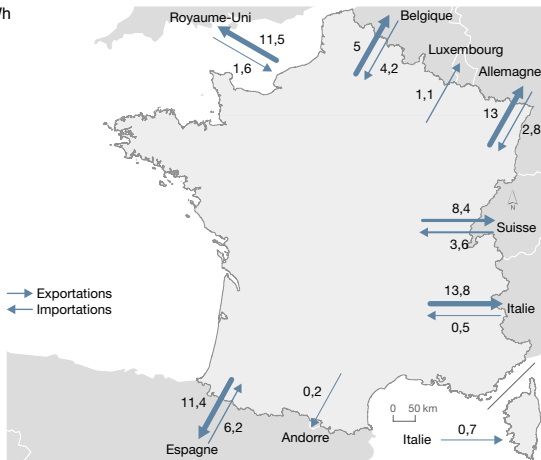 Wh
Royaume-Uni
11,5
1,6
Belgique
5
4,2
Luxembourg
1,1
Allemagne
13
2,8
N
8,4
Suisse
3,6
13,8
Italie
0,5
Exportations
Importations
11,4
6,2
Espagne
0,2
Andorre
0 50 km
Italie
0,7